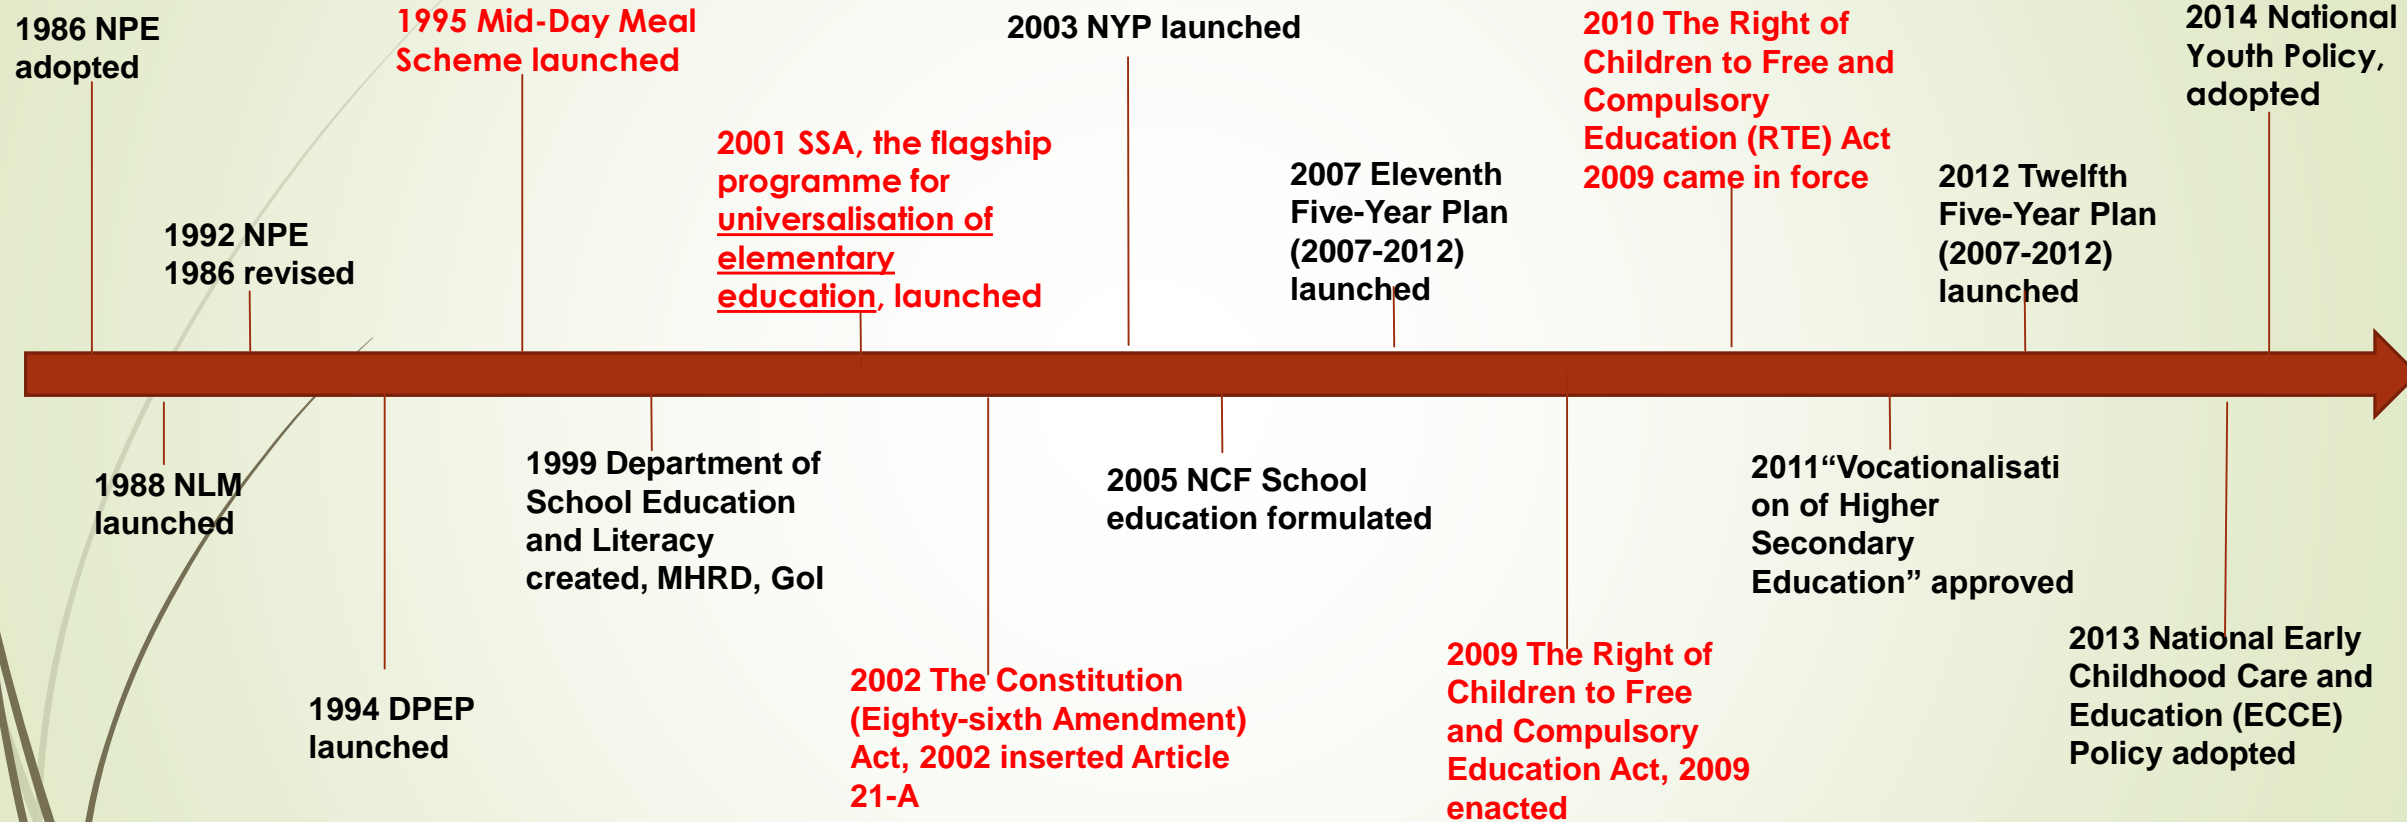 1986 NPE
adopted
1988 NLM
launched
1992 NPE
1986 revised
1994 DPEP
launched
1995 Mid-Day Meal
Scheme launched
1999 Department of
School Education
and Literacy
created, MHRD, GoI
2001 SSA, the flagship
programme for
universalisation of
elementary
education, launched
2002 The Constitution
(Eighty-sixth Amendment)
Act, 2002 inserted Article
21-A
2003 NYP launched
2005 NCF School
education formulated
2007 Eleventh
Five-Year Plan
(2007-2012)
launched
2009 The Right of
Children to Free
and Compulsory
Education Act, 2009
enacted
2010 The Right of
Children to Free and
Compulsory
Education (RTE) Act
2009 came in force
2011“Vocationalisati
on of Higher
Secondary
Education” approved
2012 Twelfth
Five-Year Plan
(2007-2012)
launched
2013 National Early
Childhood Care and
Education (ECCE)
Policy adopted
2014 National
Youth Policy,
adopted